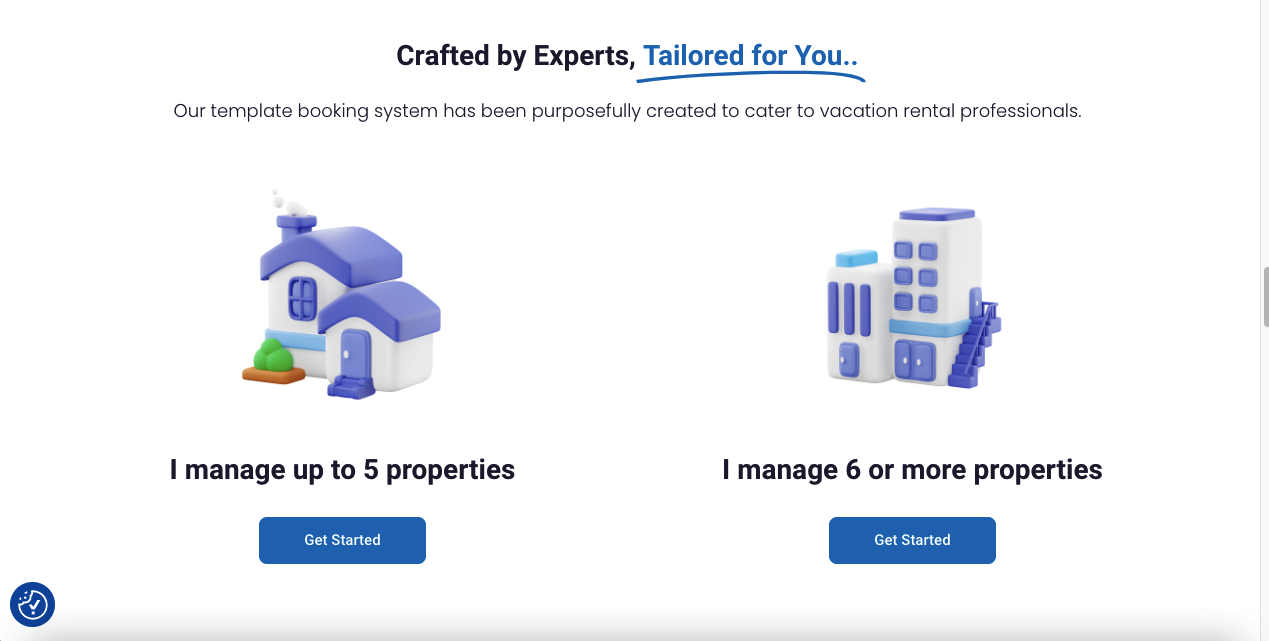 Crafted by Experts, Tailored for You..
Our template booking system has been purposefully created to cater to vacation rental professionals.
I manage up to 5 properties
I manage 6 or more properties
Get Started
Get Started